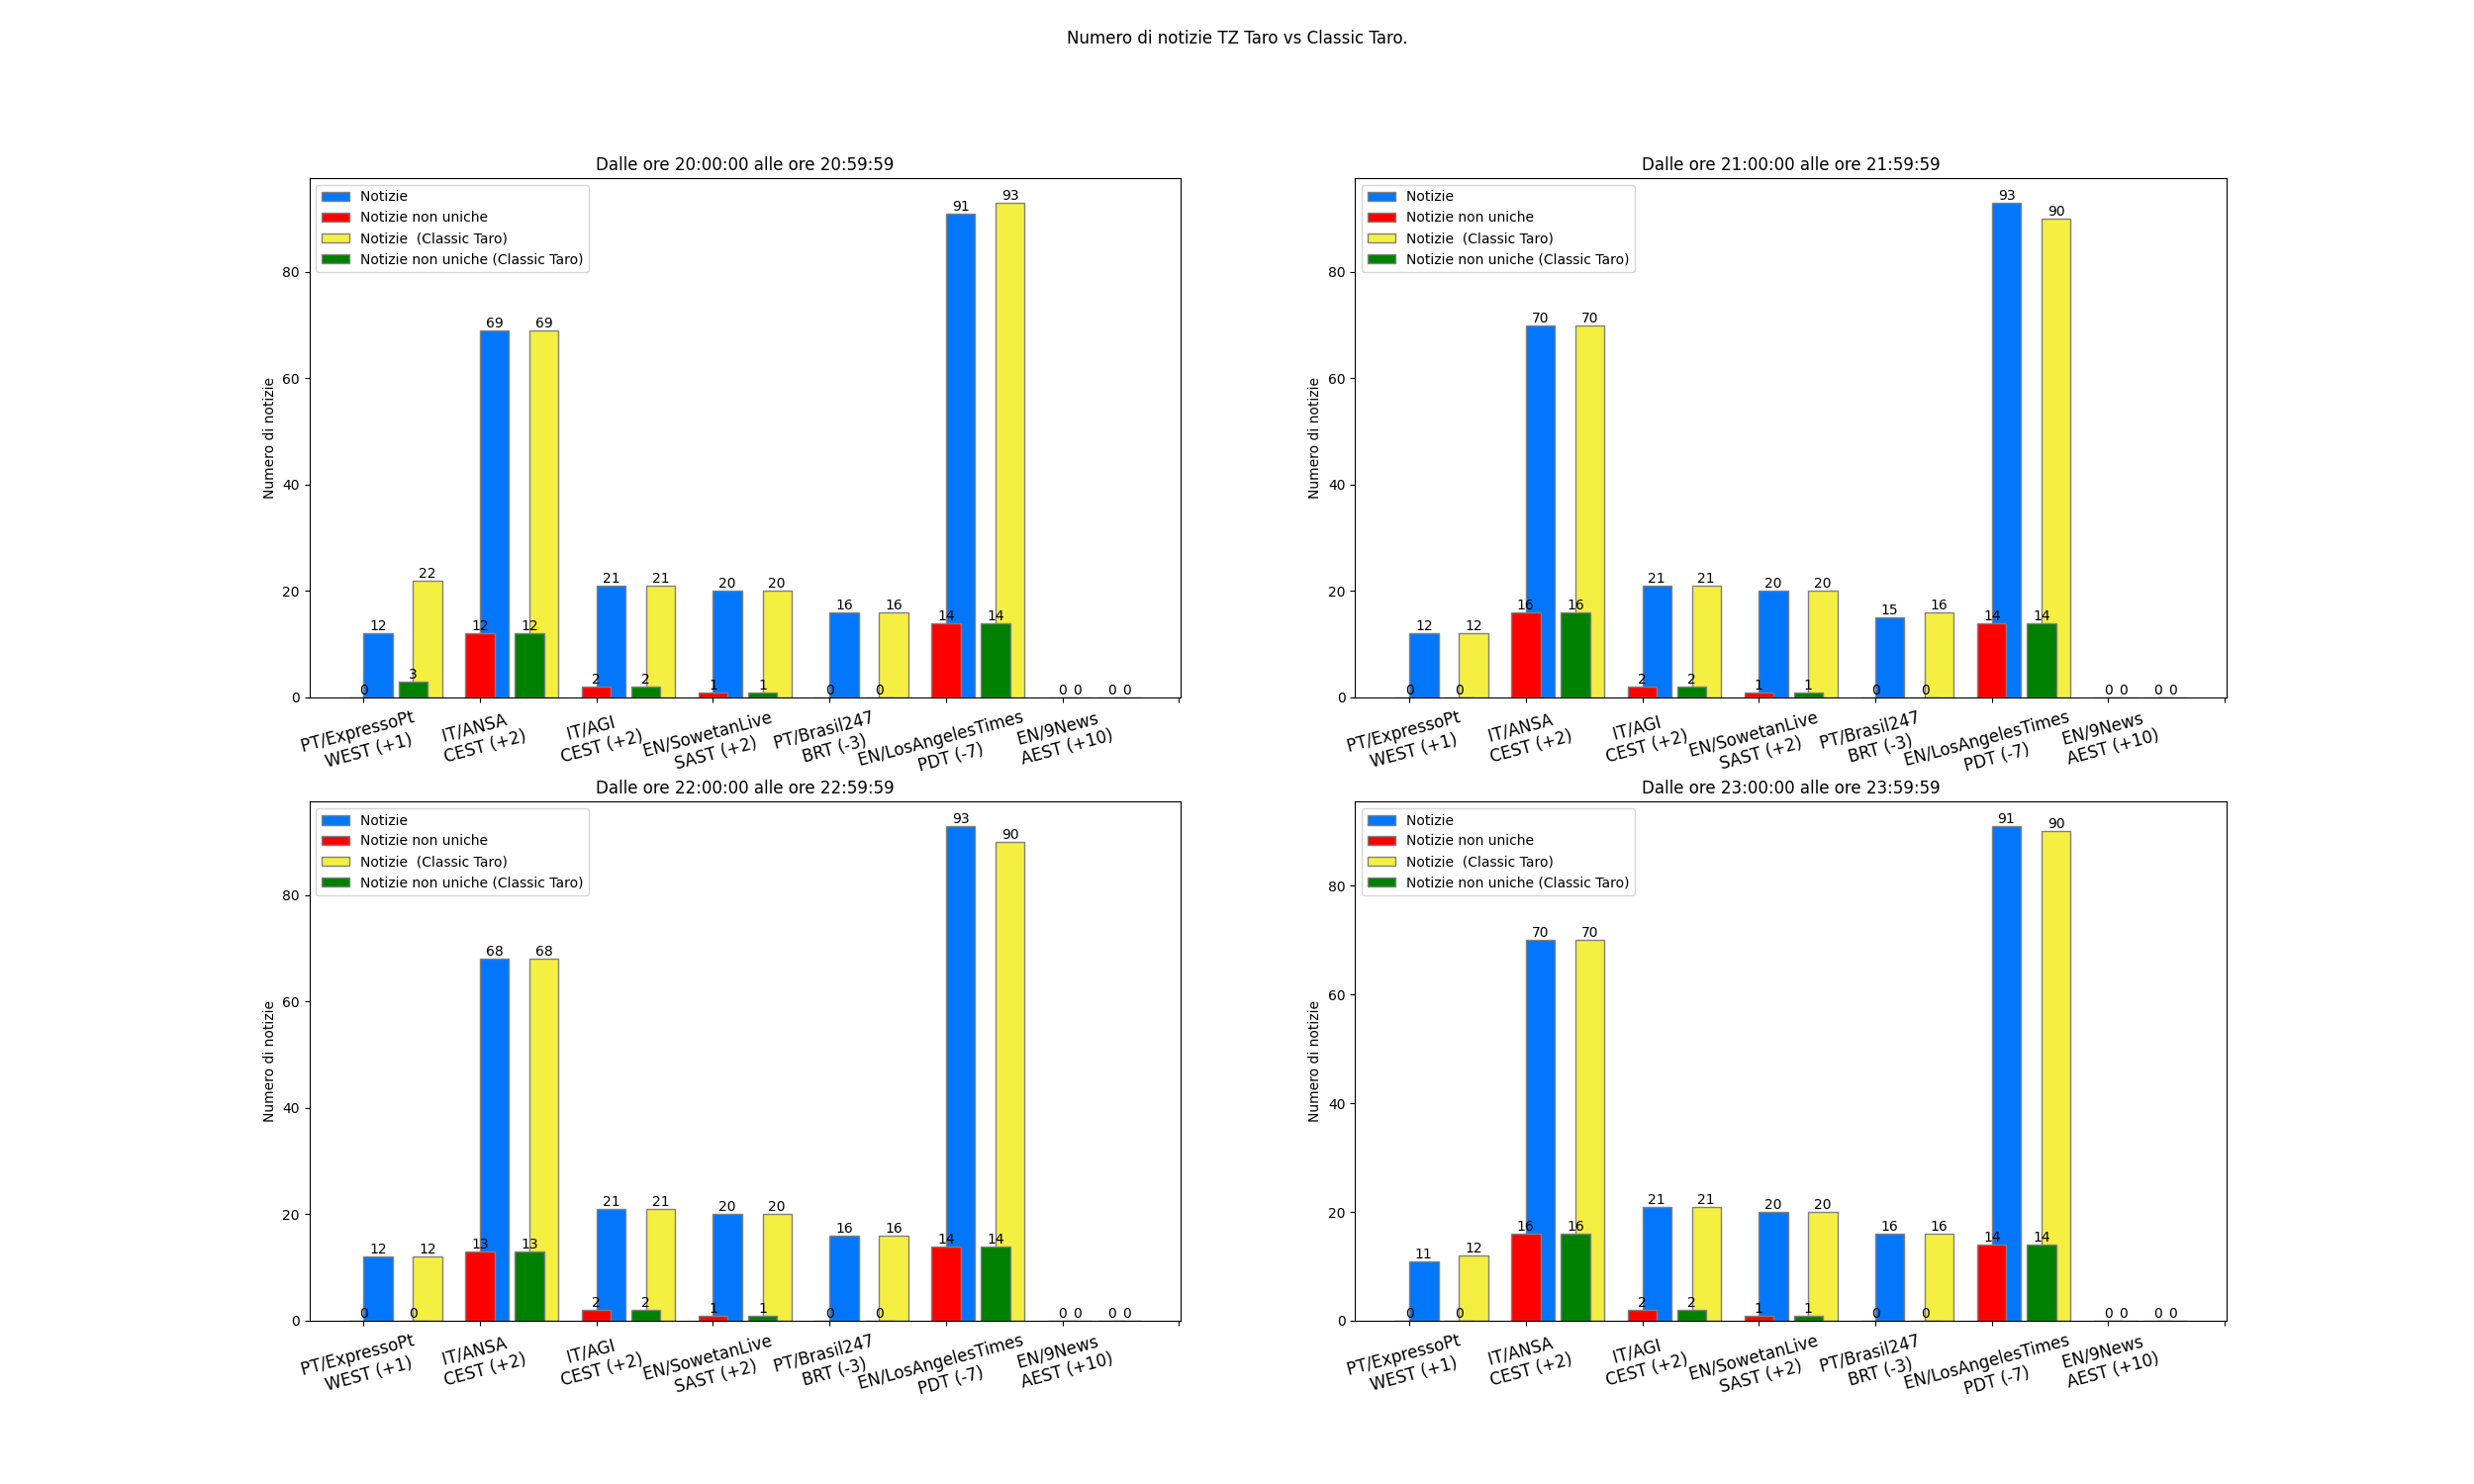 Numero di notizie TZ Taro vs Classic Taro.
Dalle ore 20:00:00 alle ore 20:59:59
Notizie
Notizie non uniche
Notizie  (Classic Taro)
Notizie non uniche (Classic Taro)
Numero di notizie
80
60
40
20
0
12 22 69 69 21 21 20 20 16 16 91 93 0 0
0 3 12 12 2 2 1 1 0 0 14 14 0 0
PT/ExpressoPt
WEST (+1)
IT/ANSA
CEST (+2)
IT/AGI
CEST (+2)
EN/SowetanLive
SAST (+2)
PT/Brasil247
BRT (-3)
EN/LosAngelesTimes
PDT (-7)
EN/9News
AEST (+10)
Dalle ore 21:00:00 alle ore 21:59:59
Notizie
Notizie non uniche
Notizie  (Classic Taro)
Notizie non uniche (Classic Taro)
Numero di notizie
80
60
40
20
0
12 12 70 70 21 21 20 20 15 16 93 90 0 0
0 0 16 16 2 2 1 1 0 0 14 14 0 0
PT/ExpressoPt
WEST (+1)
IT/ANSA
CEST (+2)
IT/AGI
CEST (+2)
EN/SowetanLive
SAST (+2)
PT/Brasil247
BRT (-3)
EN/LosAngelesTimes
PDT (-7)
EN/9News
AEST (+10)
Dalle ore 22:00:00 alle ore 22:59:59
Notizie
Notizie non uniche
Notizie  (Classic Taro)
Notizie non uniche (Classic Taro)
Numero di notizie
80
60
40
20
0
12 12 68 68 21 21 20 20 16 16 93 90 0 0
0 0 13 13 2 2 1 1 0 0 14 14 0 0
PT/ExpressoPt
WEST (+1)
IT/ANSA
CEST (+2)
IT/AGI
CEST (+2)
EN/SowetanLive
SAST (+2)
PT/Brasil247
BRT (-3)
EN/LosAngelesTimes
PDT (-7)
EN/9News
AEST (+10)
Dalle ore 23:00:00 alle ore 23:59:59
Notizie
Notizie non uniche
Notizie  (Classic Taro)
Notizie non uniche (Classic Taro)
Numero di notizie
80
60
40
20
0
11 12 70 70 21 21 20 20 16 16 91 90 0 0
0 0 16 16 2 2 1 1 0 0 14 14 0 0
PT/ExpressoPt
WEST (+1)
IT/ANSA
CEST (+2)
IT/AGI
CEST (+2)
EN/SowetanLive
SAST (+2)
PT/Brasil247
BRT (-3)
EN/LosAngelesTimes
PDT (-7)
EN/9News
AEST (+10)